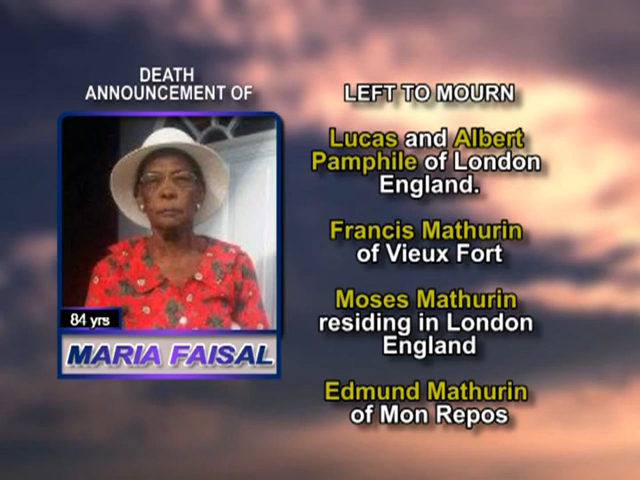 DEATH
ANNOUNCEMENT OF
84 yrs
MARIA FAISAL
LEFT TO MOURN
Lucas and Albert
Pamphile of London
England.
Francis Mathurin
of Vieux Fort
Moses Mathurin
residing in London
England
Edmund Mathurin
of Mon Repos